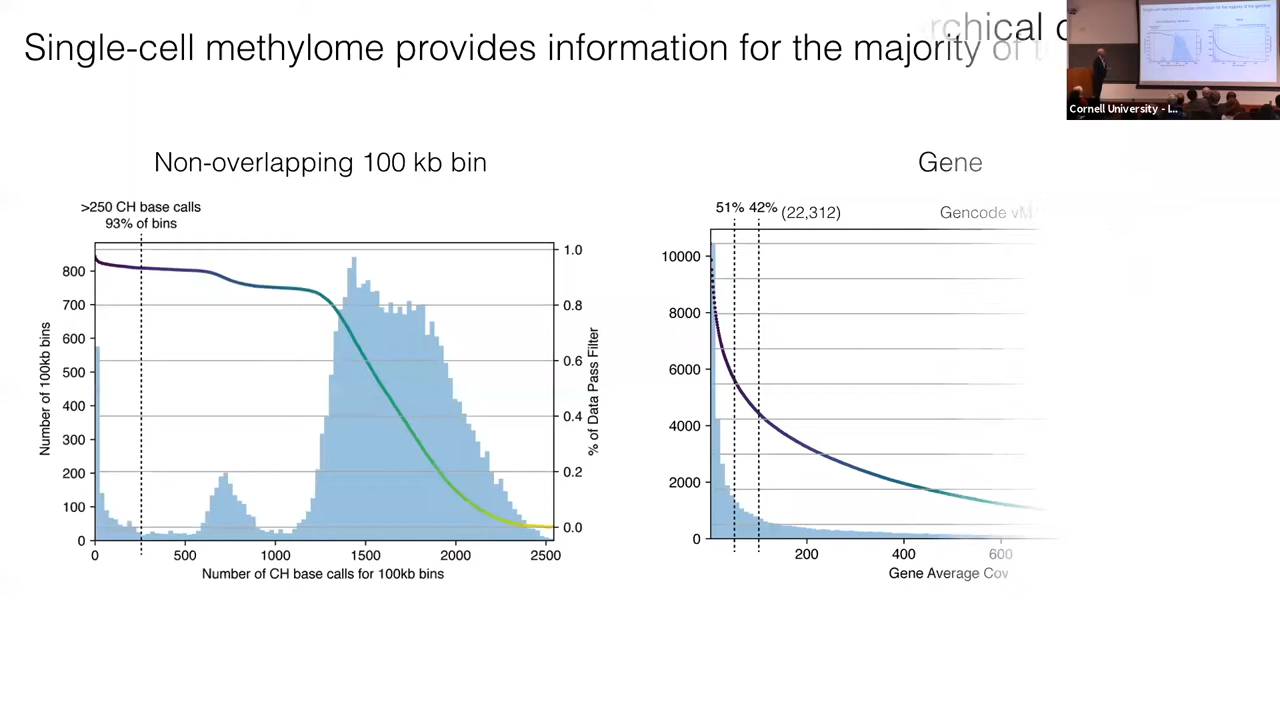 rchical
Single-cell methylome provides information for the majority of
Cornell University - I...
Non-overlapping 100 kb bin
Gene
>250 CH base calls
93% of bins
51% 42% (22,312)
Gencode vM
1.0
0.8
0.6
0.4
0.2
0.0
800
700
600
500
400
300
200
100
0
0 500 1000 1500 2000 2500
Number of 100kb bins
% of Data Pass Filter
Number of CH base calls for 100kb bins
10000
8000
6000
4000
2000
0
200 400 600
Gene Average Cov